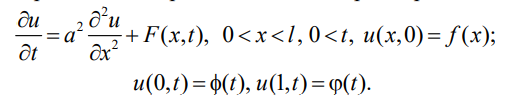 ∂u/∂t = a² ∂²u/∂x² + F(x,t), 0<x<l, 0<t, u(x,0)= f(x);
u(0,t)=ϕ(t), u(1,t)=φ(t).